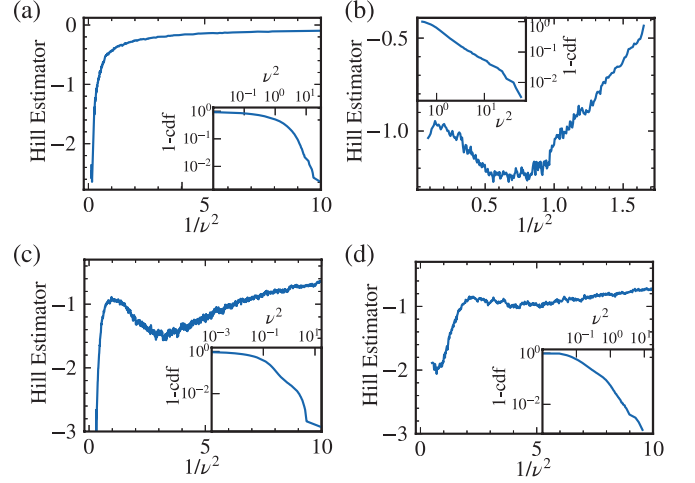 (a)
0
−1
−2
Hill Estimator
0
5
10
1/ν²
ν²
10⁻¹
10⁰
10¹
1-cdf
10⁰
10⁻¹
10⁻²
(b)
−0.5
−1.0
Hill Estimator
0.5
1.0
1.5
1/ν²
10⁰
10¹
ν²
1-cdf
10⁰
10⁻¹
10⁻²
(c)
−1
−2
−3
Hill Estimator
0
5
10
1/ν²
ν²
10⁻³
10⁻¹
10¹
1-cdf
10⁰
10⁻²
(d)
0
−1
−2
−3
Hill Estimator
0
5
10
1/ν²
ν²
10⁻¹
10⁰
10¹
1-cdf
10⁰
10⁻²